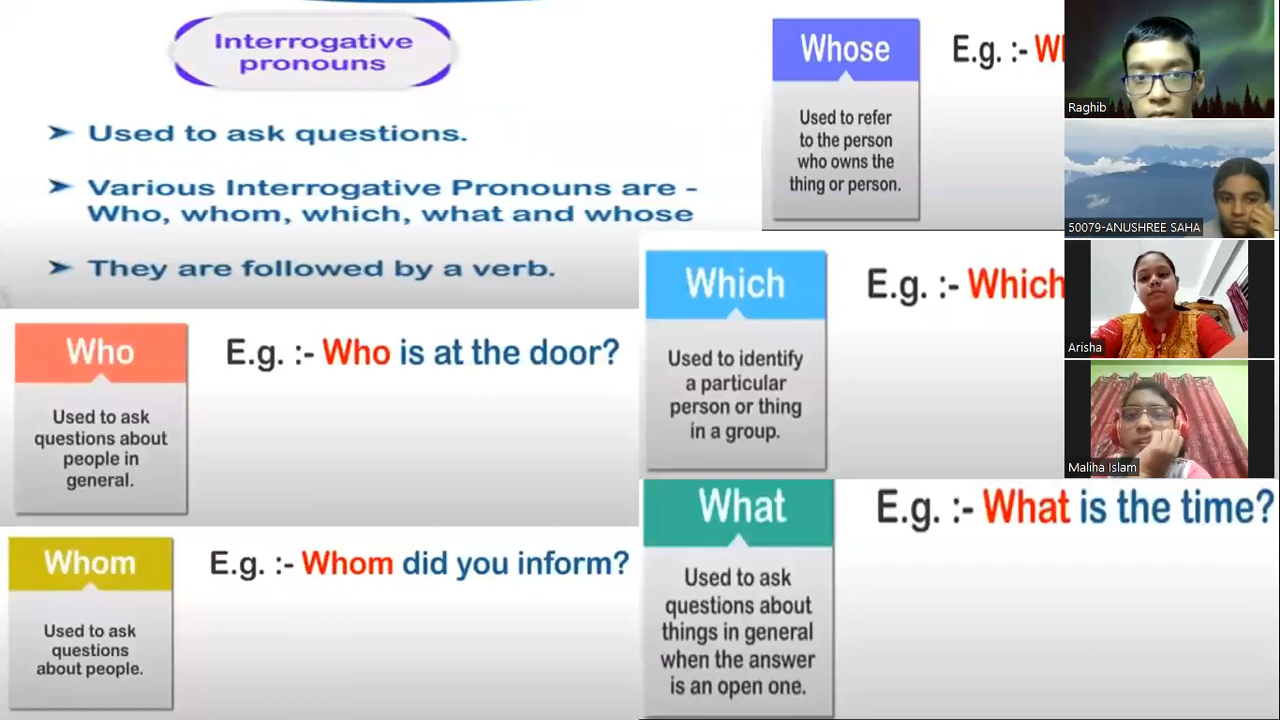 Interrogative
pronouns
Used to ask questions.
Various Interrogative Pronouns are -
Who, whom, which, what and whose
They are followed by a verb.
Who
Used to ask
questions about
people in
general.
E.g. :- Who is at the door?
Whom
Used to ask
questions
about people.
E.g. :- Whom did you inform?
Whose
Used to refer
to the person
who owns the
thing or person.
E.g. :-
Which
Used to identify
a particular
person or thing
in a group.
E.g. :- Which
What
Used to ask
questions about
things in general
when the answer
is an open one.
E.g. :- What is the time?
Raghib
50079-ANUSHREE SAHA
Arisha
Maliha Islam